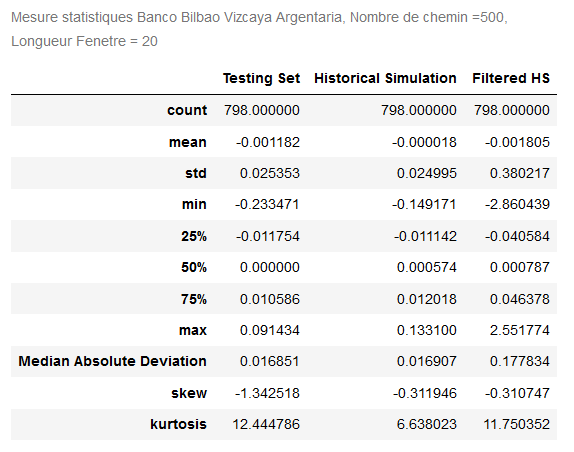 Mesure statistiques Banco Bilbao Vizcaya Argentaria, Nombre de chemin =500,
Longueur Fenetre = 20
Testing Set Historical Simulation Filtered HS
count 798.000000 798.000000 798.000000
mean -0.001182 -0.000018 -0.001805
std 0.025353 0.024995 0.380217
min -0.233471 -0.149171 -2.860439
25% -0.011754 -0.011142 -0.040584
50% 0.000000 0.000574 0.000787
75% 0.010586 0.012018 0.046378
max 0.091434 0.133100 2.551774
Median Absolute Deviation 0.016851 0.016907 0.177834
skew -1.342518 -0.311946 -0.310747
kurtosis 12.444786 6.638023 11.750352